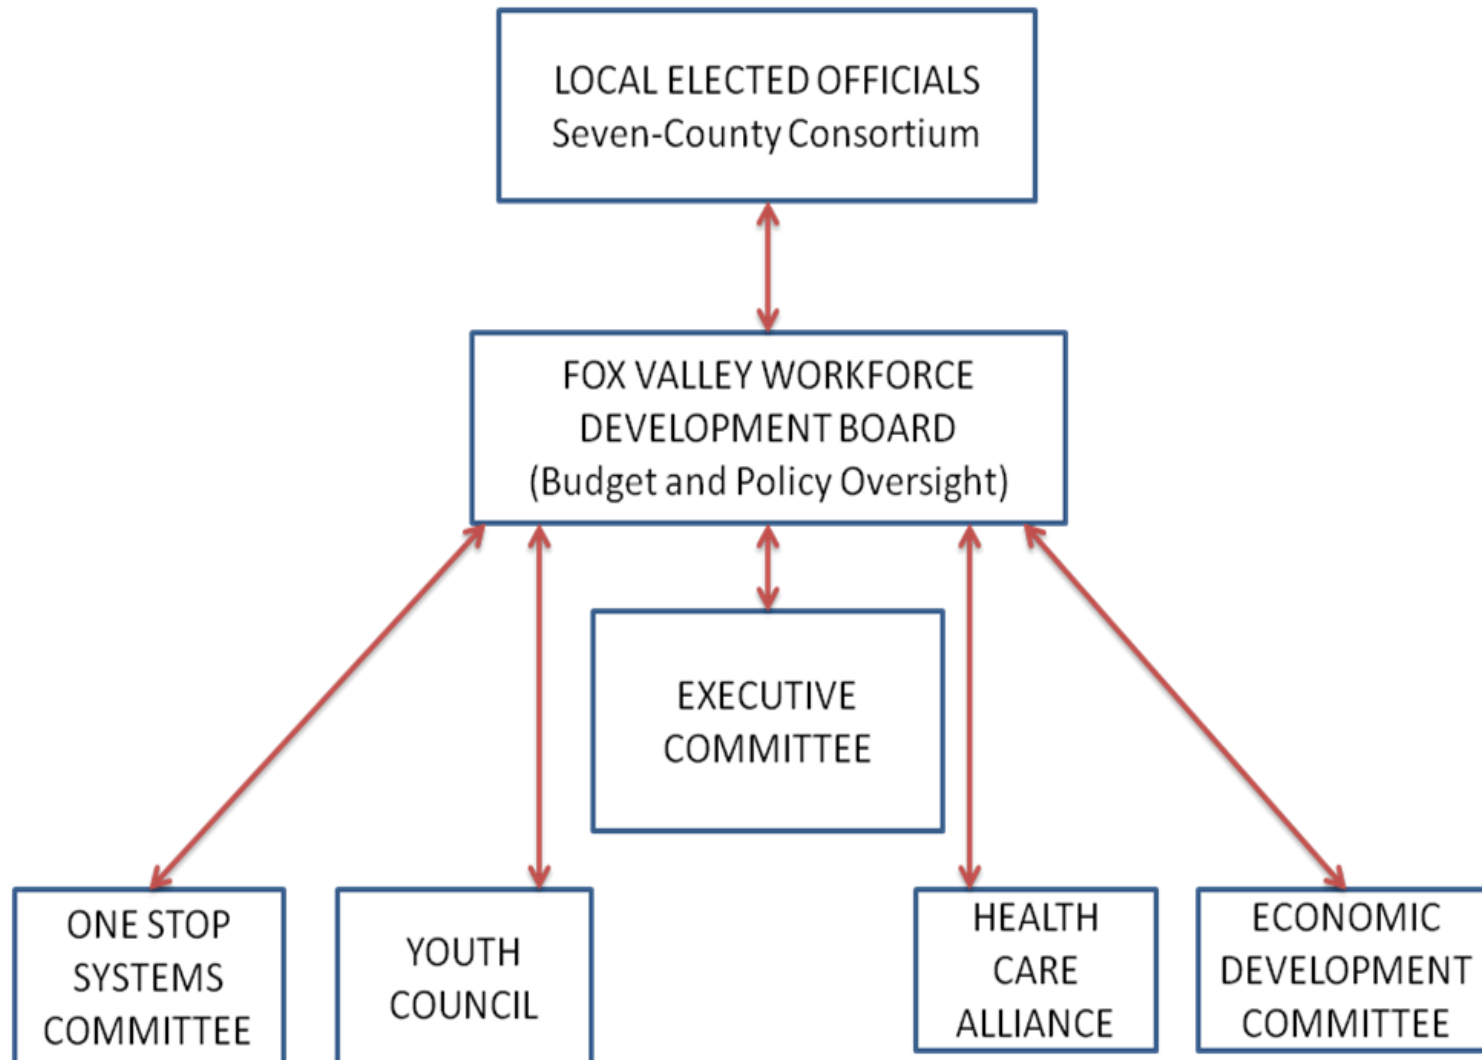 LOCAL ELECTED OFFICIALS
Seven-County Consortium
FOX VALLEY WORKFORCE
DEVELOPMENT BOARD
(Budget and Policy Oversight)
EXECUTIVE
COMMITTEE
ONE STOP
SYSTEMS
COMMITTEE
YOUTH
COUNCIL
HEALTH
CARE
ALLIANCE
ECONOMIC
DEVELOPMENT
COMMITTEE